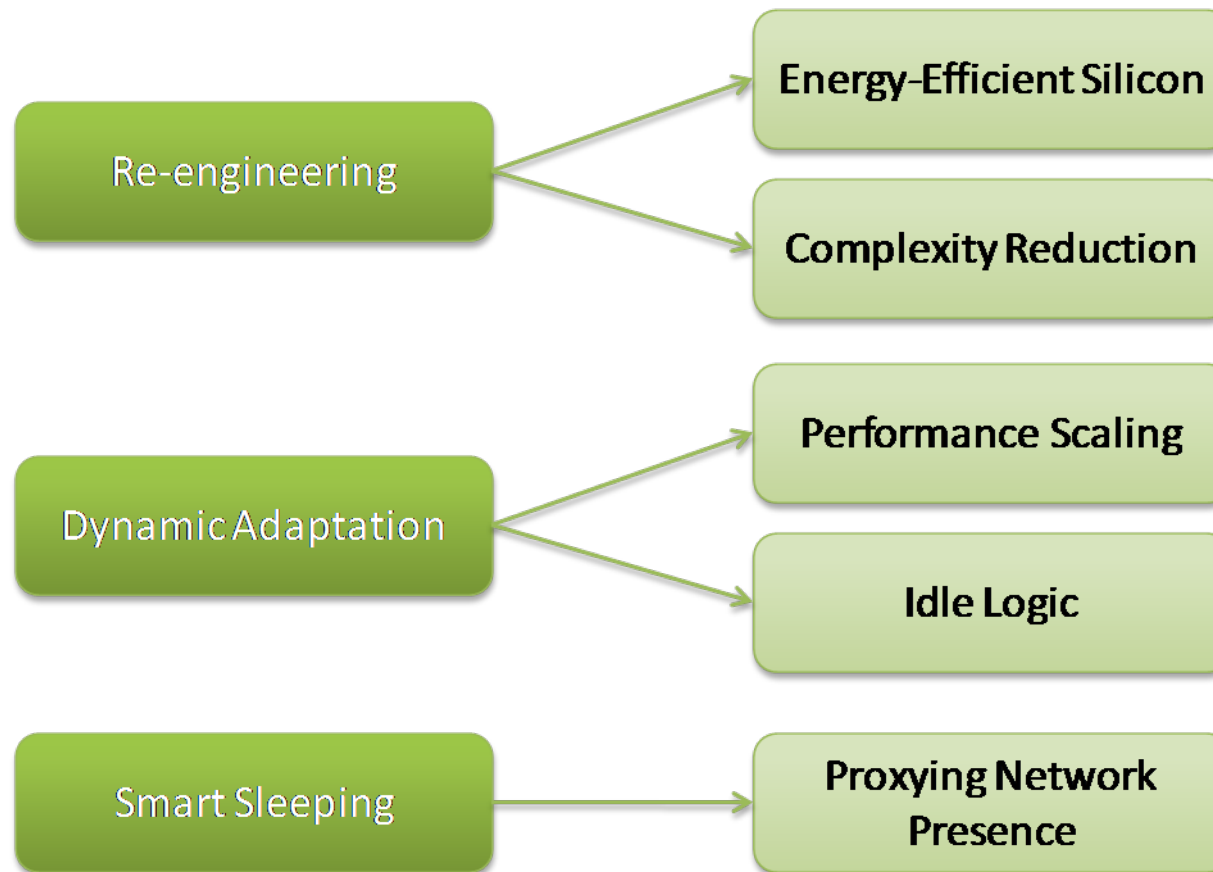 Re-engineering
Energy-Efficient Silicon
Complexity Reduction
Dynamic Adaptation
Performance Scaling
Idle Logic
Smart Sleeping
Proxying Network
Presence